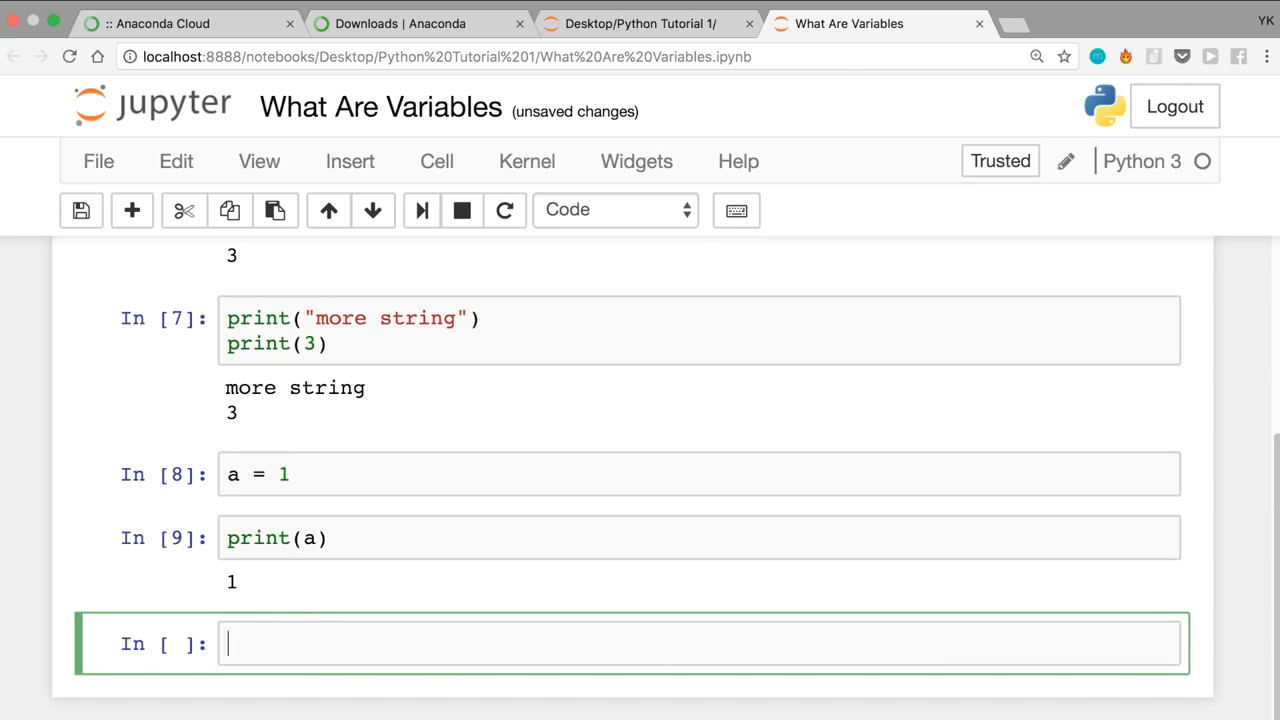 :: Anaconda Cloud
Downloads | Anaconda
Desktop/Python Tutorial 1/
What Are Variables
YK
localhost:8888/notebooks/Desktop/Python%20Tutorial%201/What%20Are%20Variables.ipynb
jupyter
What Are Variables (unsaved changes)
Logout
File Edit View Insert Cell Kernel Widgets Help
Trusted
Python 3
Code
3
In [7]: print("more string")
print(3)
more string
3
In [8]: a = 1
In [9]: print(a)
1
In [ ]: